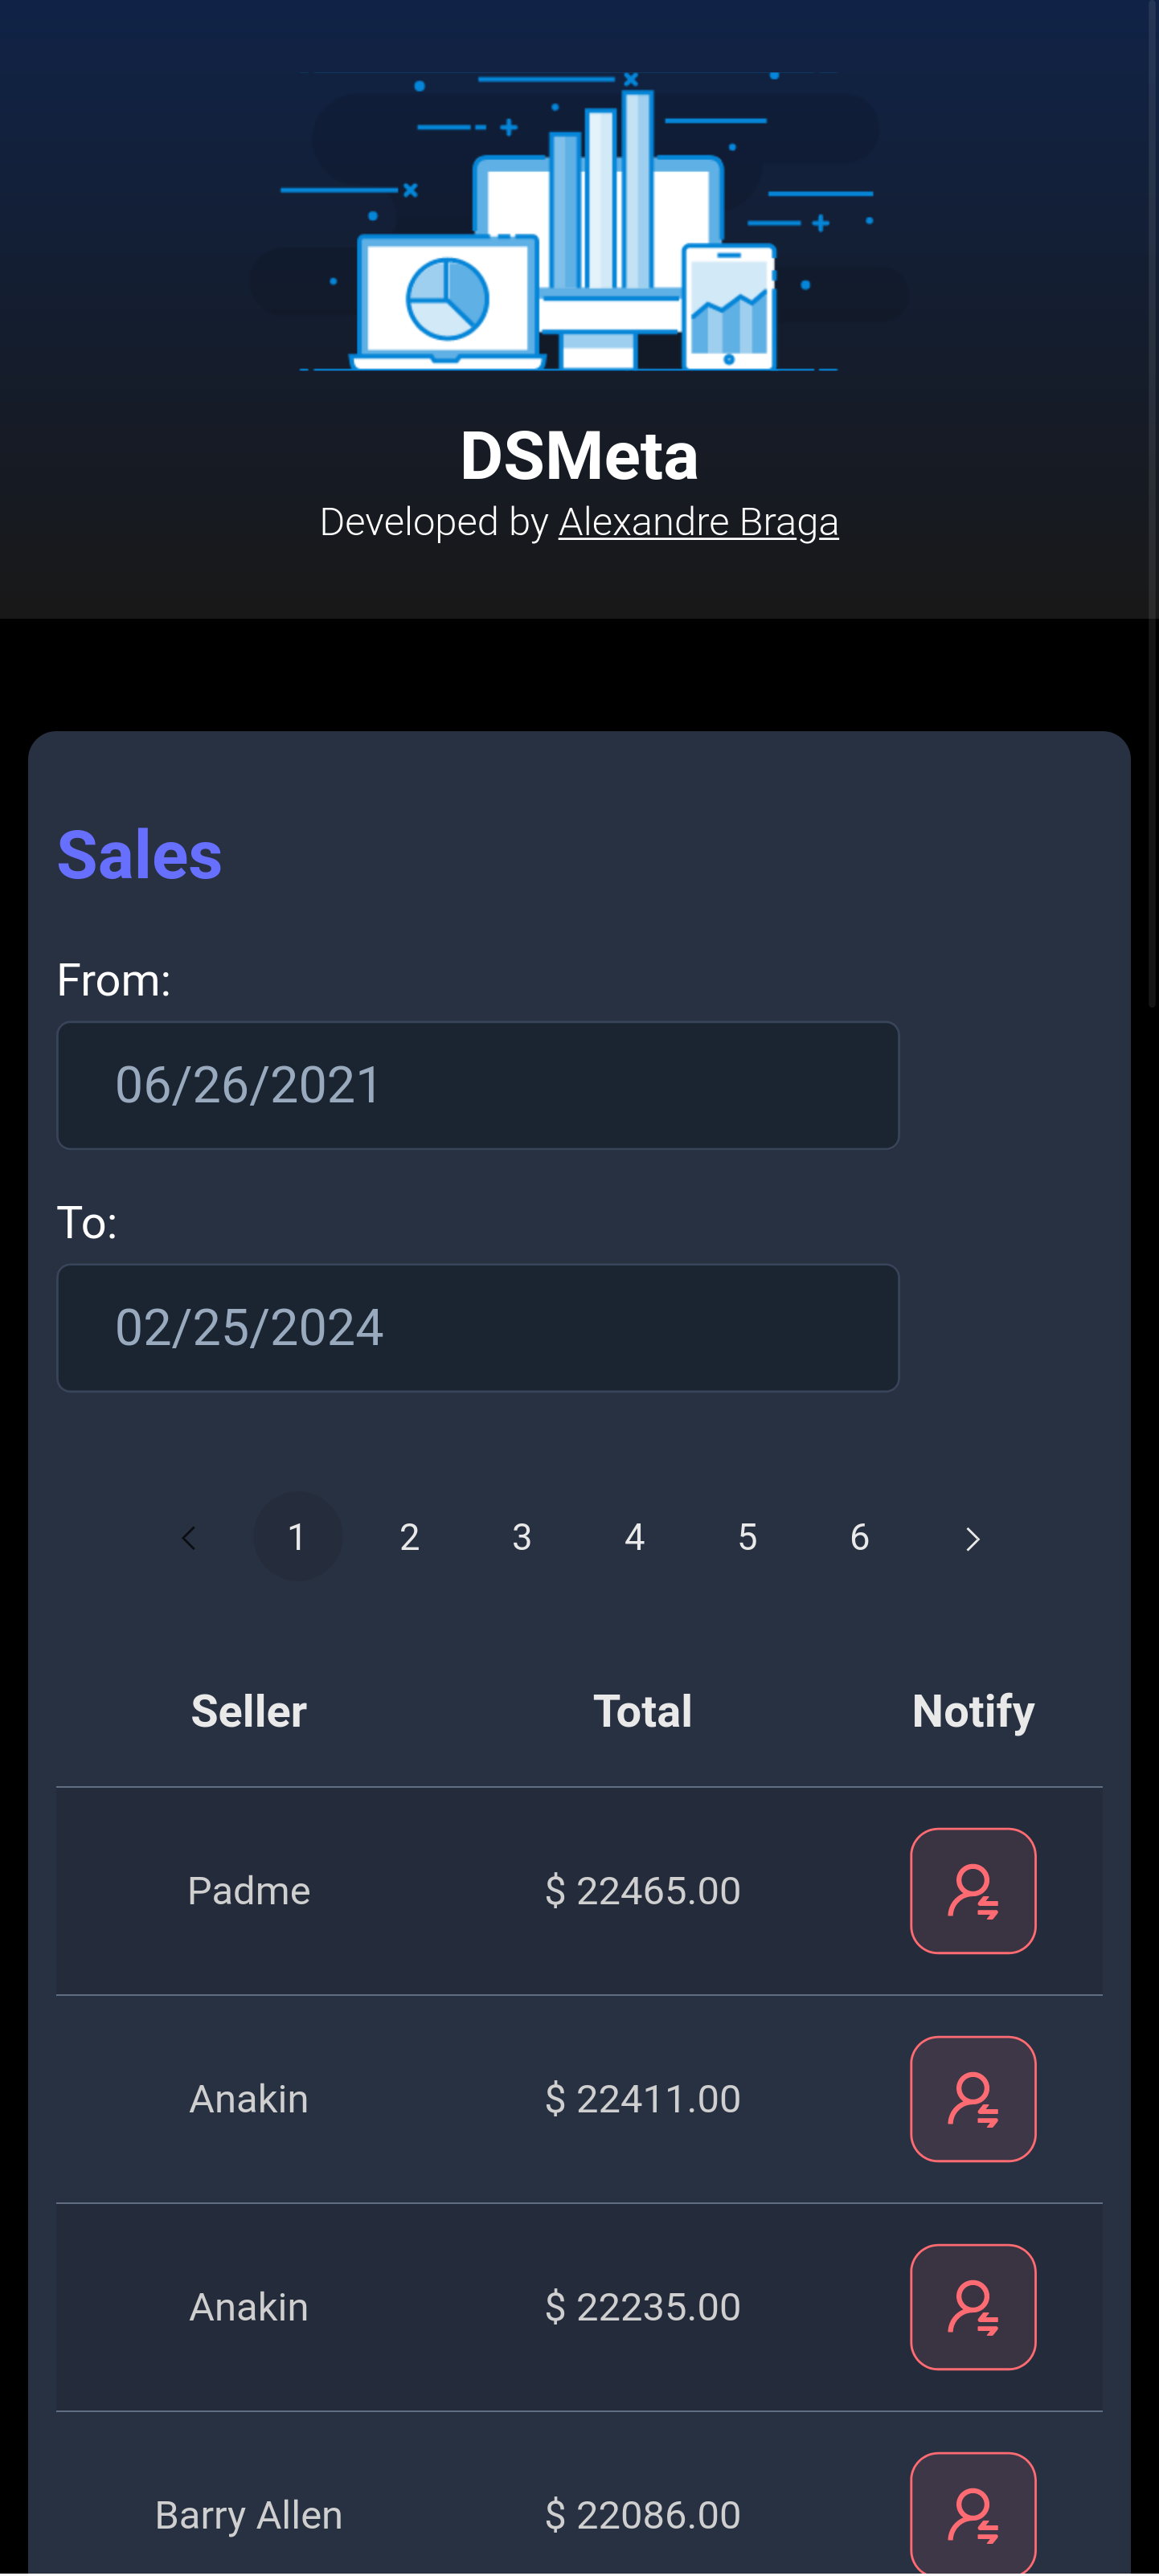 DSMeta
Developed by Alexandre Braga
Sales
From:
06/26/2021
To:
02/25/2024
1 2 3 4 5 6
Seller Total Notify
Padme $ 22465.00
Anakin $ 22411.00
Anakin $ 22235.00
Barry Allen $ 22086.00